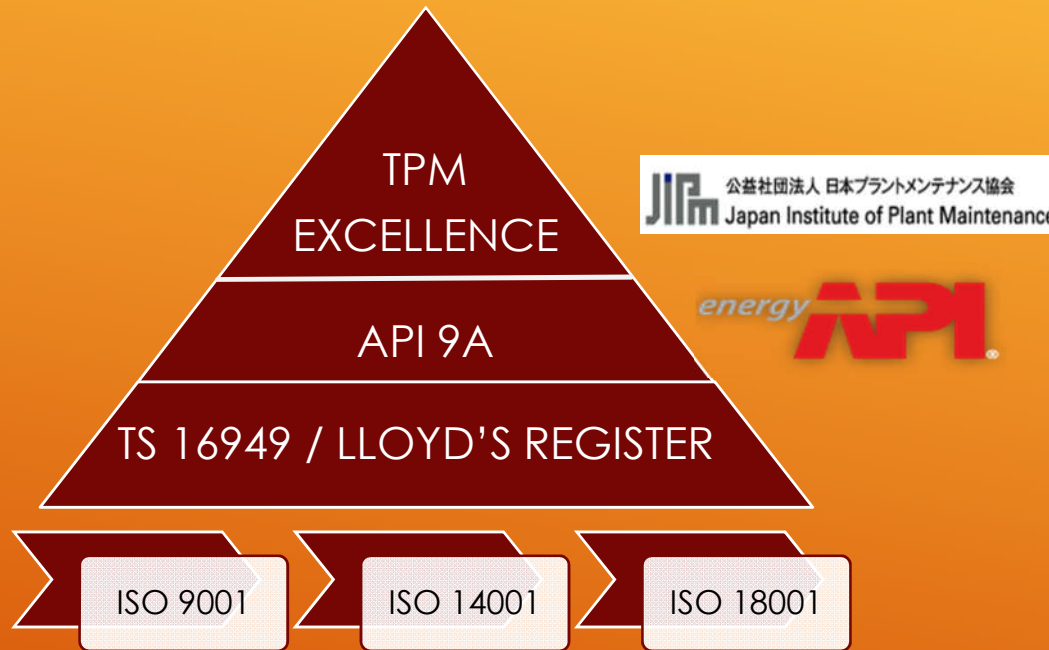 TPM
EXCELLENCE
公益社団法人 日本プラントメンテナンス協会
JIPM Japan Institute of Plant Maintenance
energy API®
API 9A
TS 16949 / LLOYD'S REGISTER
ISO 9001
ISO 14001
ISO 18001